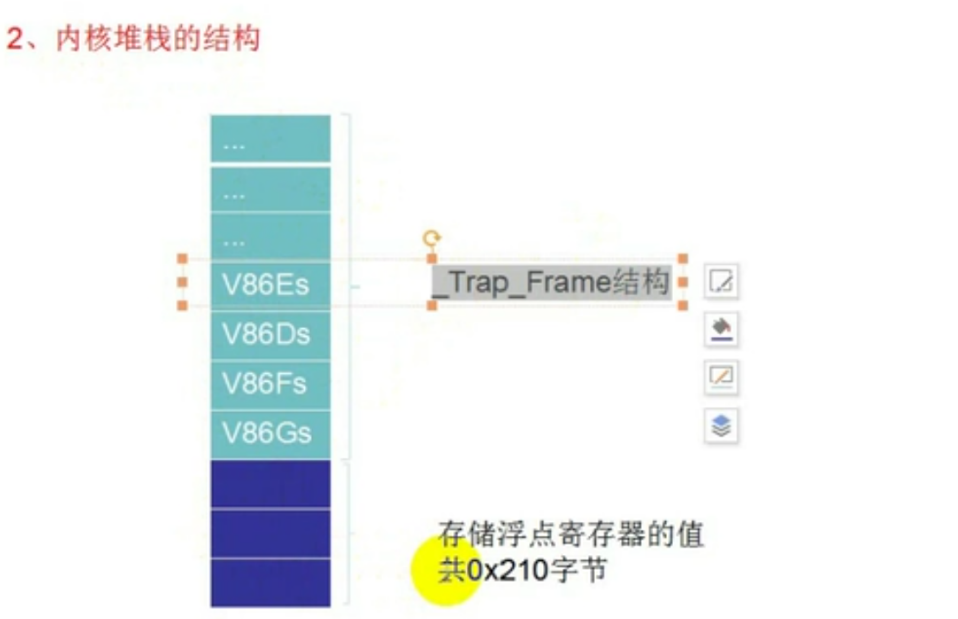 2、内核堆栈的结构
...
...
...
V86Es
_Trap_Frame结构
V86Ds
V86Fs
V86Gs
存储浮点寄存器的值
共0x210字节